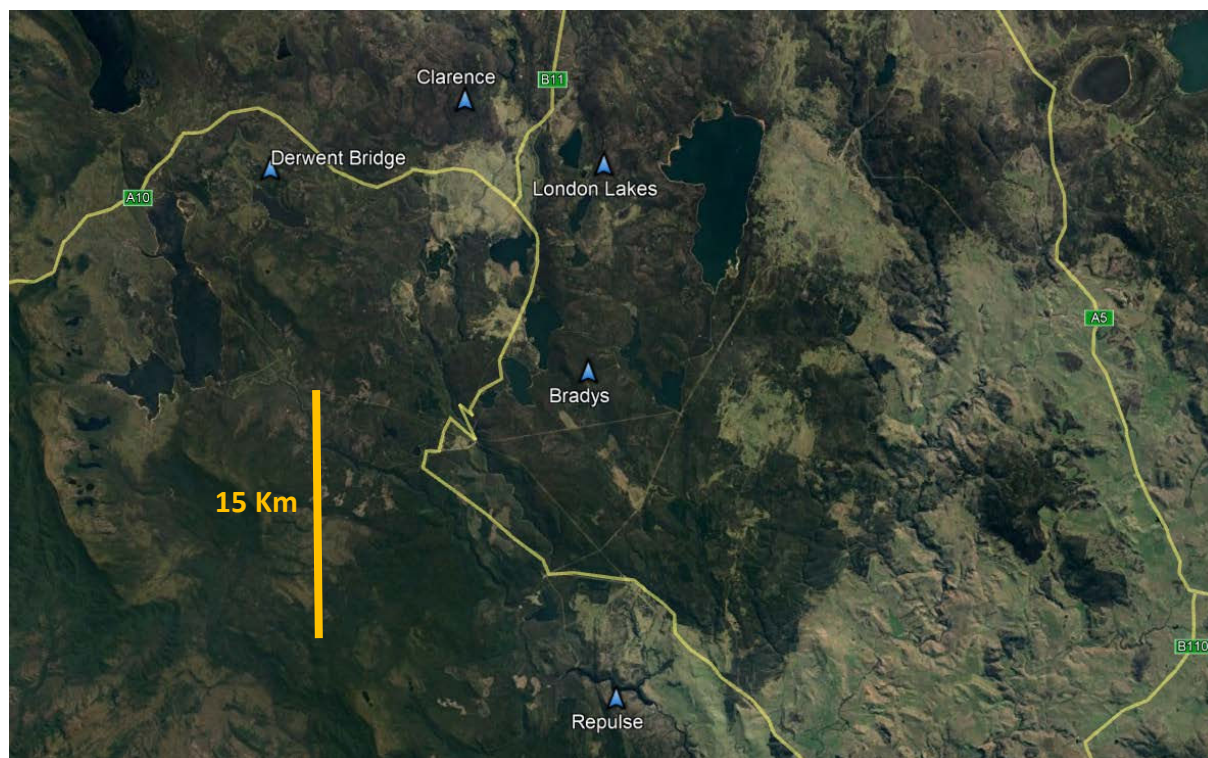 Clarence
B11
Derwent Bridge
London Lakes
A10
A5
Bradys
15 Km
B110
Repulse